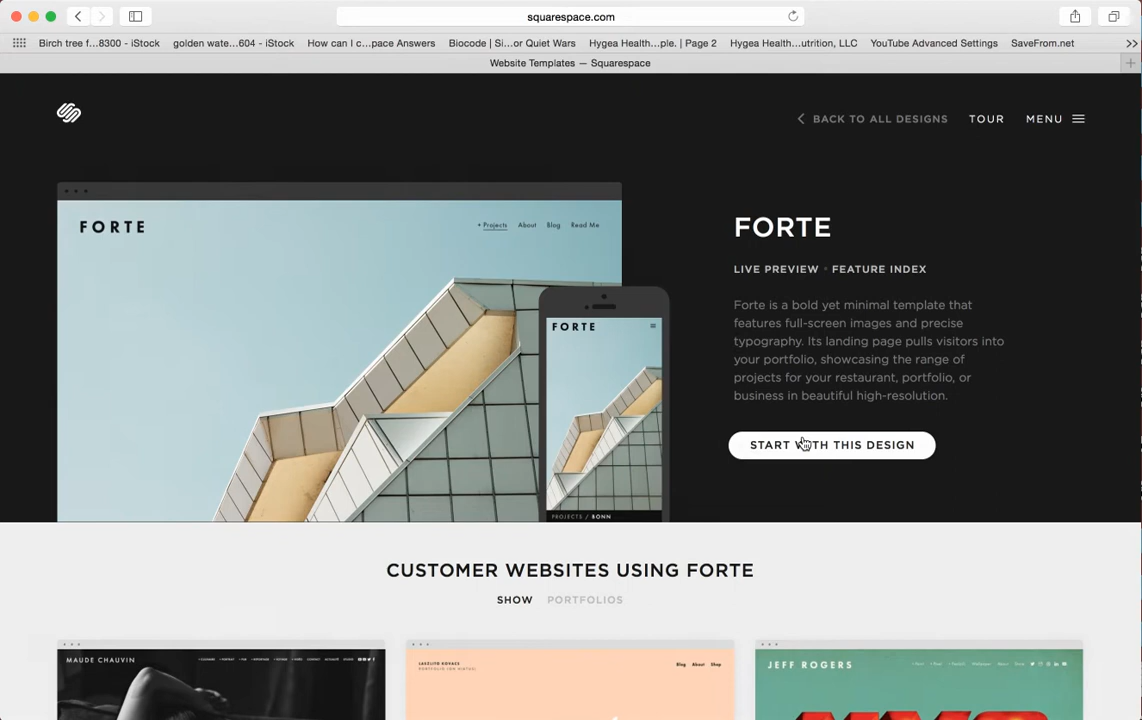 squarespace.com
Birch tree f...8300 - iStock
golden wate...604 - iStock
How can I c...pace Answers
Biocode | Si...or Quiet Wars
Hygea Health...ple. | Page 2
Hygea Health...utrition, LLC
YouTube Advanced Settings
SaveFrom.net
Website Templates — Squarespace
BACK TO ALL DESIGNS
TOUR
MENU
FORTE
+ Projects
About
Blog
Read Me
FORTE
PROJECTS / BONN
FORTE
LIVE PREVIEW • FEATURE INDEX
Forte is a bold yet minimal template that
features full-screen images and precise
typography. Its landing page pulls visitors into
your portfolio, showcasing the range of
projects for your restaurant, portfolio, or
business in beautiful high-resolution.
START WITH THIS DESIGN
CUSTOMER WEBSITES USING FORTE
SHOW PORTFOLIOS
MAUDE CHAUVIN
Blog
About
Shop
JEFF ROGERS